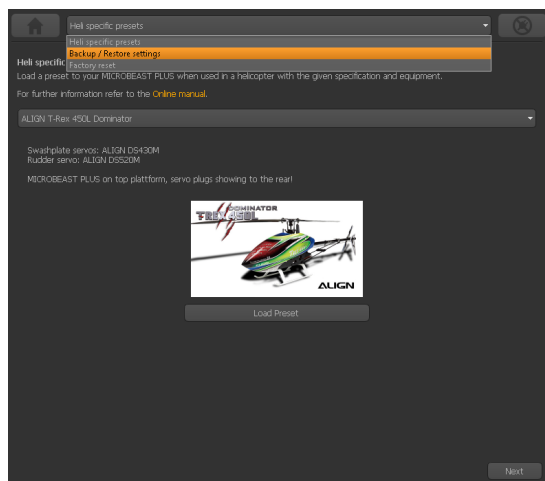 Heli specific presets
Heli specific presets
Backup / Restore settings
Factory reset
Heli specific
Load a preset to your MICROBEAST PLUS when used in a helicopter with the given specification and equipment.
For further information refer to the Online manual.
ALIGN T-Rex 450L Dominator
Swashplate servos: ALIGN DS430M
Rudder servo: ALIGN DS520M
MICROBEAST PLUS on top plattform, servo plugs showing to the rear!
DOMINATOR
T-REX 450L
ALIGN
Load Preset
Next